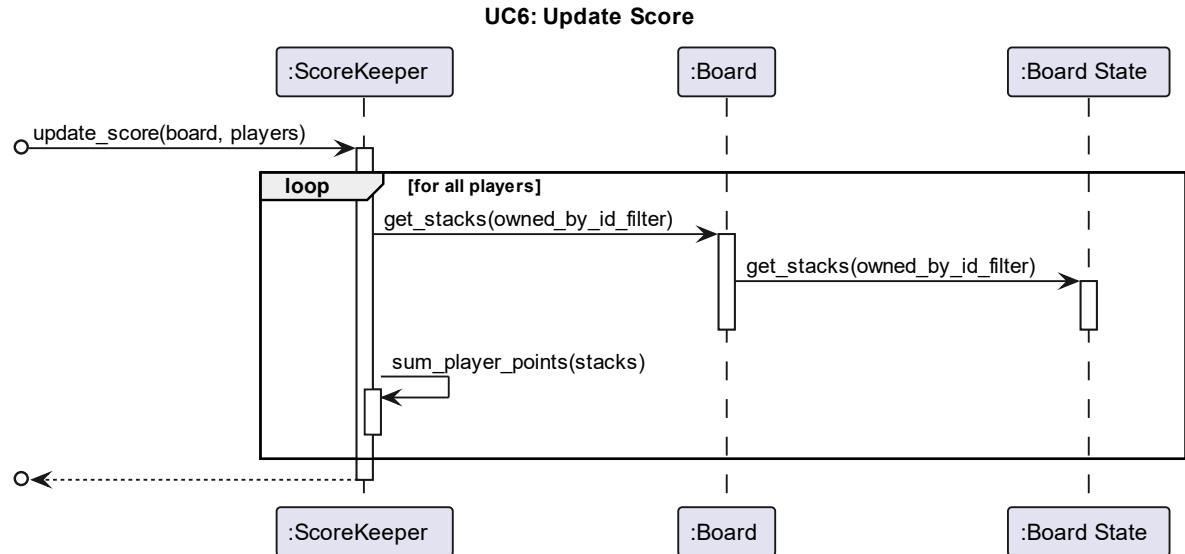 UC6: Update Score
:ScoreKeeper
:Board
:Board State
update_score(board, players)
loop
[for all players]
get_stacks(owned_by_id_filter)
get_stacks(owned_by_id_filter)
sum_player_points(stacks)
:ScoreKeeper
:Board
:Board State